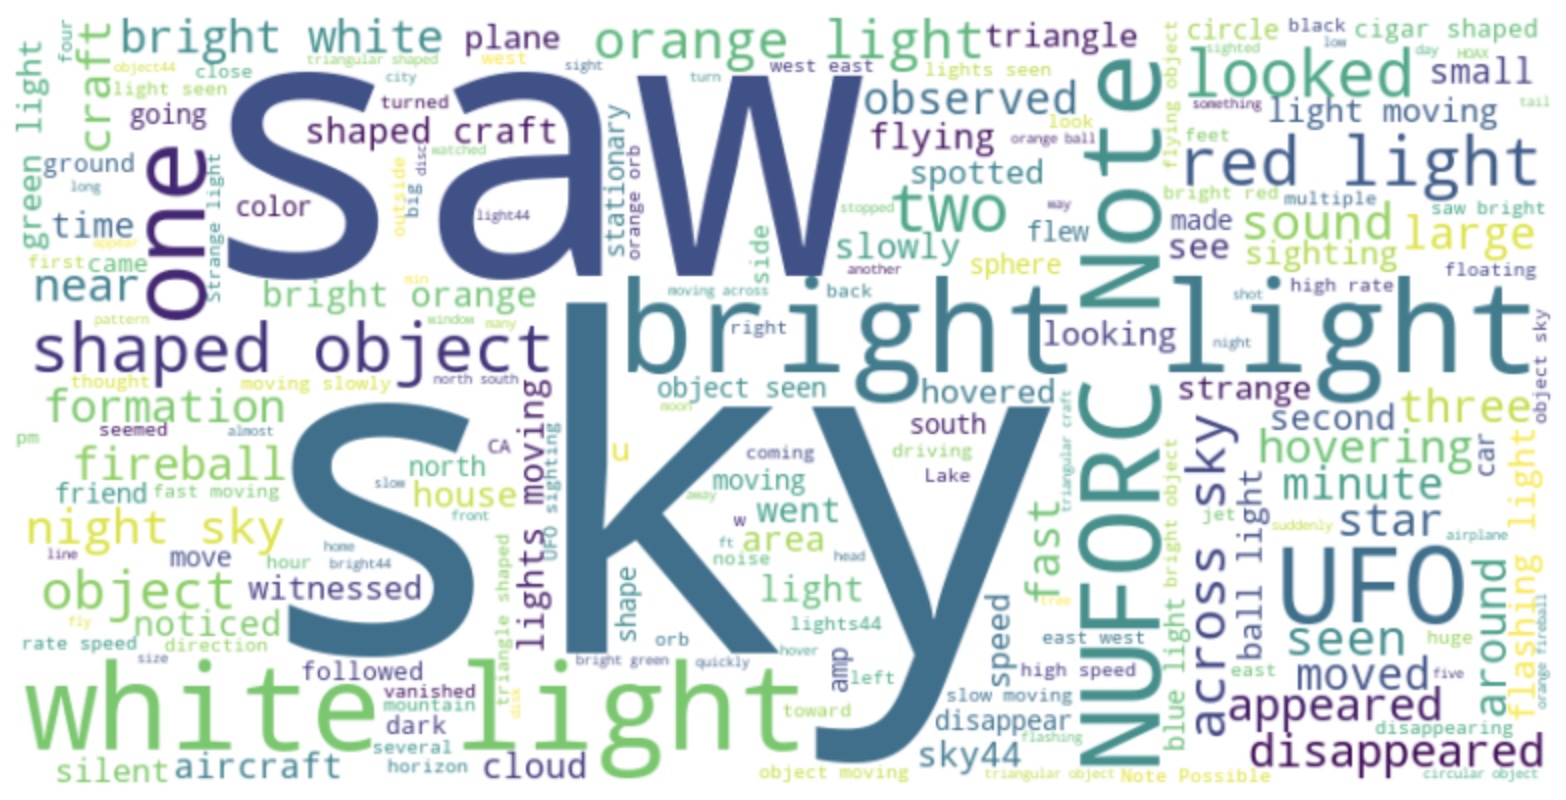 four
craft
bright white
plane
orange light
triangle
circle
black
cigar shaped
object44
triangular shaped
west
sight
west east
lights seen
sighted
low
day
HOAX
close
city
turn
looked
small
green light
light seen
going
turned
saw
observed
flying object
something
light moving
tail
shaped craft
flying
look
orange ball
feet
red light
ground
one
Strange light
outside
disc
watched
stationary
orange orb
spotted
long
color
big
light44
stopped
two
way
bright red
multiple
saw bright
time
appear
side
slowly
flew
NUFORC Note
made
see
sound
sighting
large
first
came
another
sphere
floating
near
bright orange
min
moving across
back
shot
high rate
pattern
window
many
bright light
right
looking
night
shaped object
thought
moving slowly
north south
object seen
hovered
strange
object sky
formation
moon
south
second
three
seemed
almost
pm
CA
u
coming
driving
hovering
car
fireball
north
lights moving
UFO sighting
sky
moving
Lake
triangular craft
across sky
ball light
minute
flashing light
friend
fast moving
slow
house
away
front
w
went
fast
bright object
jet
star
night sky
line
move
home
hour
bright44
ft
area
noise
head
suddenly
airplane
object
witnessed
triangle shaped
shape
light
tree
UFO
around
fly
noticed
rate speed
direction
orb
lights44
speed
east west
blue light
seen
huge
orange fireball
size
followed
bright green
quickly
hover
amp
left
high speed
east
moved
five
white light
vanished
mountain
disk
toward
slow moving
appeared
dark
disappear
flashing
disappearing
several
silent
aircraft
horizon
cloud
sky44
disappeared
object moving
triangular object
Note Possible
circular object